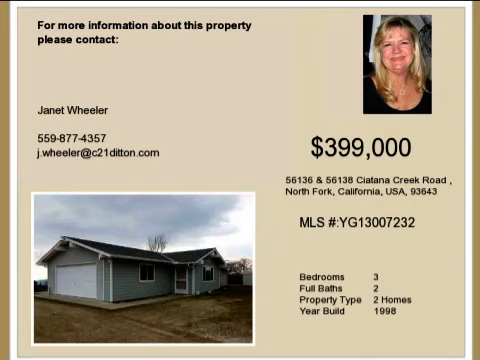 For more information about this property
please contact:
Janet Wheeler
559-877-4357
j.wheeler@c21ditton.com
$399,000
56136 & 56138 Ciatana Creek Road ,
North Fork, California, USA, 93643
MLS #:YG13007232
Bedrooms 3
Full Baths 2
Property Type 2 Homes
Year Build 1998